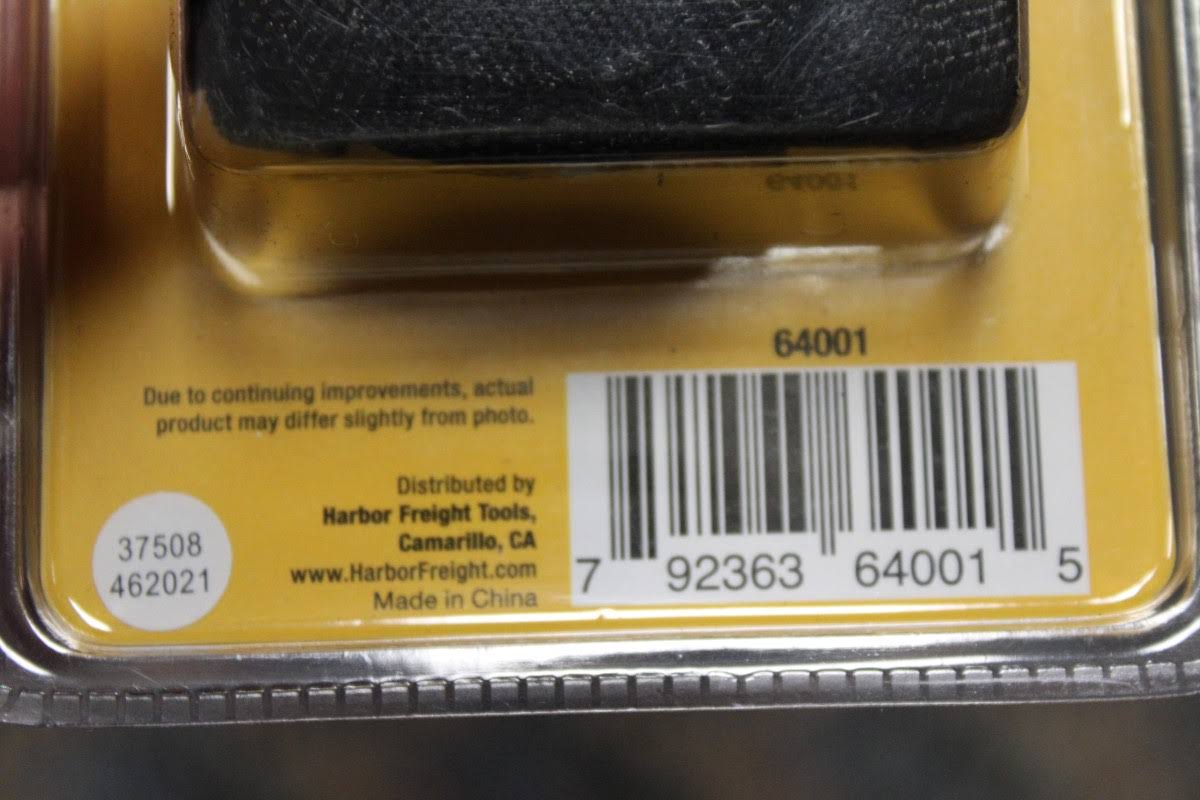 64001
Due to continuing improvements, actual
product may differ slightly from photo.
Distributed by
Harbor Freight Tools,
Camarillo, CA
www.HarborFreight.com
Made in China
37508
462021
7 92363 64001 5